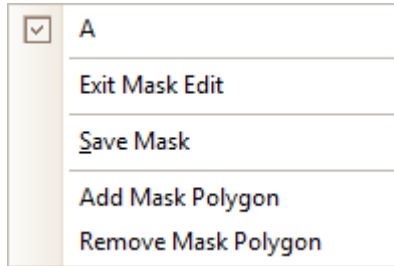 A
Exit Mask Edit
Save Mask
Add Mask Polygon
Remove Mask Polygon